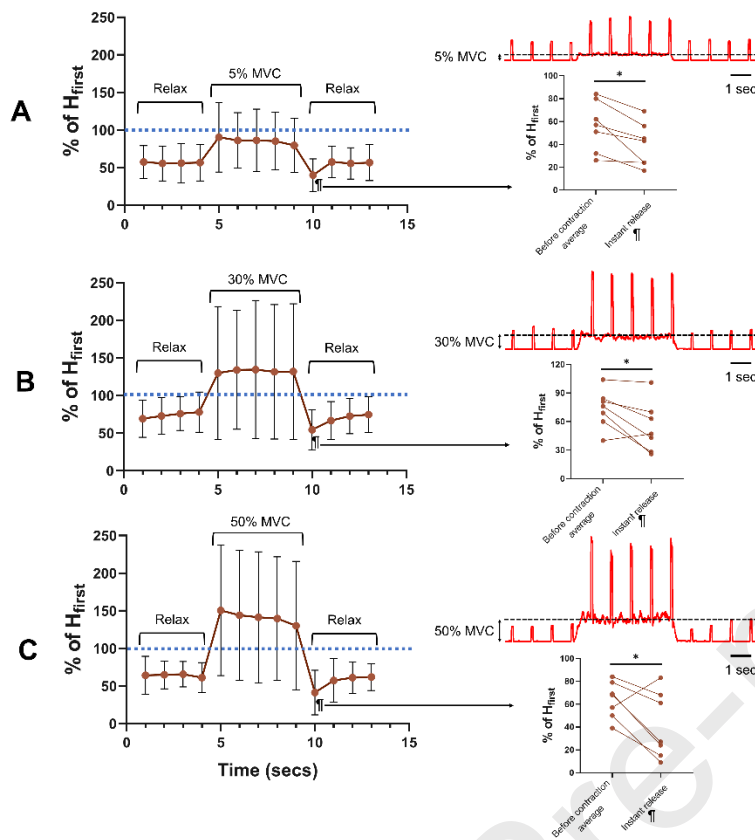 A
% of Hfirst
250
200
150
100
50
0
0
5
10
15
Relax
5% MVC
Relax
¶
5% MVC
1 sec
*
% of Hfirst
100
80
60
40
20
0
Before contraction
average
Instant release
¶
B
% of Hfirst
250
200
150
100
50
0
0
5
10
15
Relax
30% MVC
Relax
¶
30% MVC
1 sec
*
% of Hfirst
120
90
60
30
0
Before contraction
average
Instant release
¶
C
% of Hfirst
250
200
150
100
50
0
0
5
10
15
Relax
50% MVC
Relax
¶
Time (secs)
50% MVC
1 sec
*
% of Hfirst
100
80
60
40
20
0
Before contraction
average
Instant release
¶